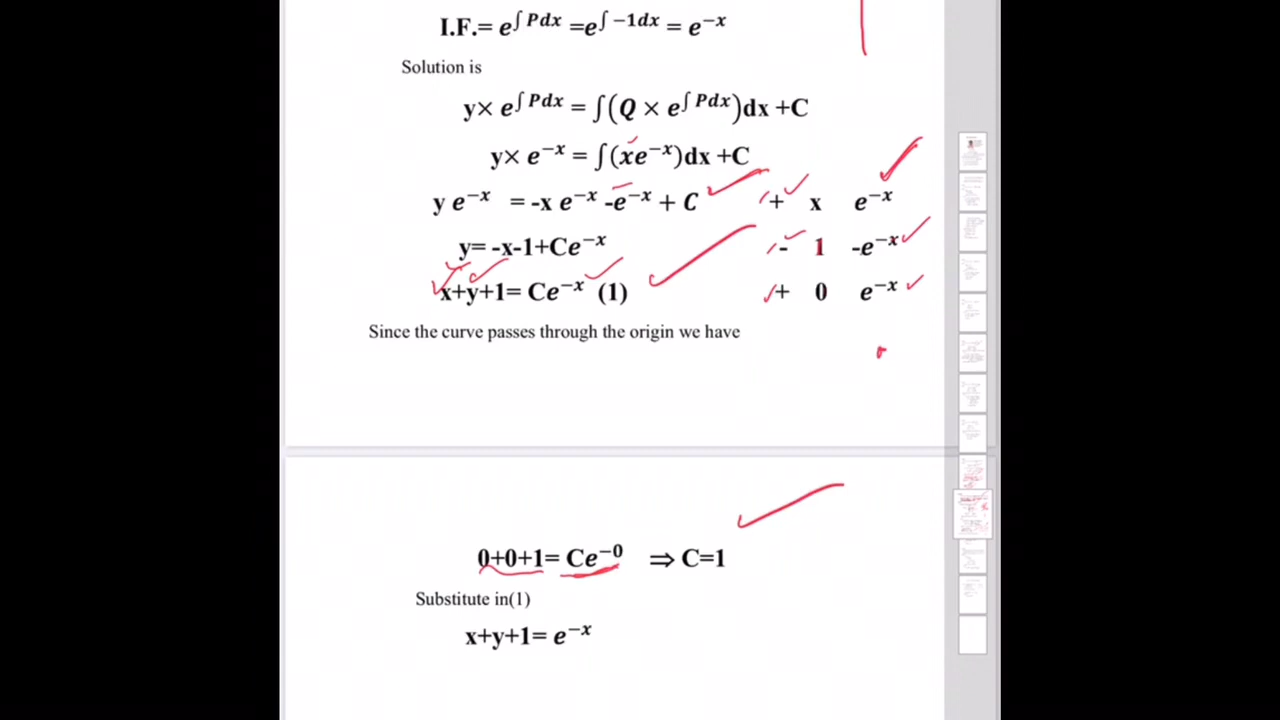 I.F.= e^∫Pdx =e^∫−1dx = e^−x
Solution is
y× e^∫Pdx = ∫(Q × e^∫Pdx)dx +C
y× e^−x = ∫(xe^−x)dx +C
y e^−x = -x e^−x -e^−x + C
+ x e^−x
y= -x-1+Ce^−x
- 1 -e^−x
x+y+1= Ce^−x (1)
+ 0 e^−x
Since the curve passes through the origin we have
0+0+1= Ce^−0 ⇒ C=1
Substitute in(1)
x+y+1= e^−x